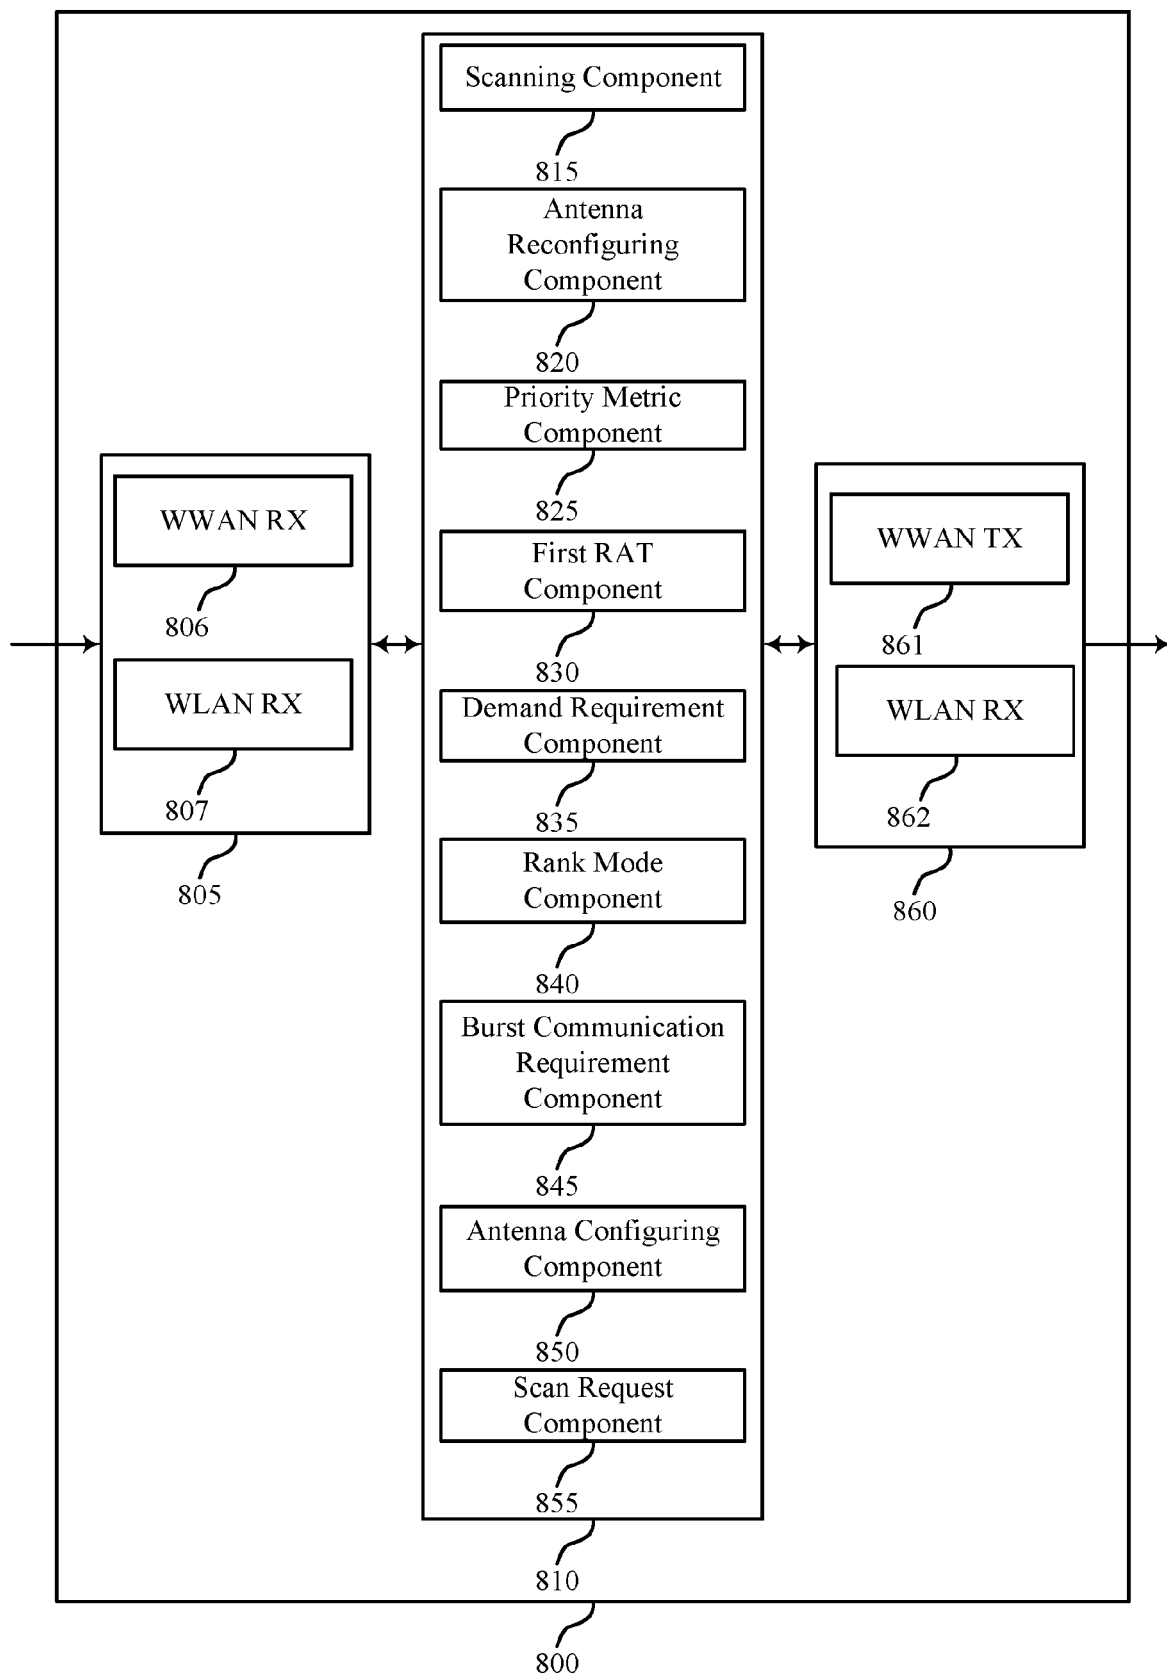 Scanning Component
815
Antenna
Reconfiguring
Component
820
Priority Metric
Component
825
First RAT
Component
830
Demand Requirement
Component
835
Rank Mode
Component
840
Burst Communication
Requirement
Component
845
Antenna Configuring
Component
850
Scan Request
Component
855
810
WWAN RX
806
WLAN RX
807
805
WWAN TX
861
WLAN RX
862
860
800